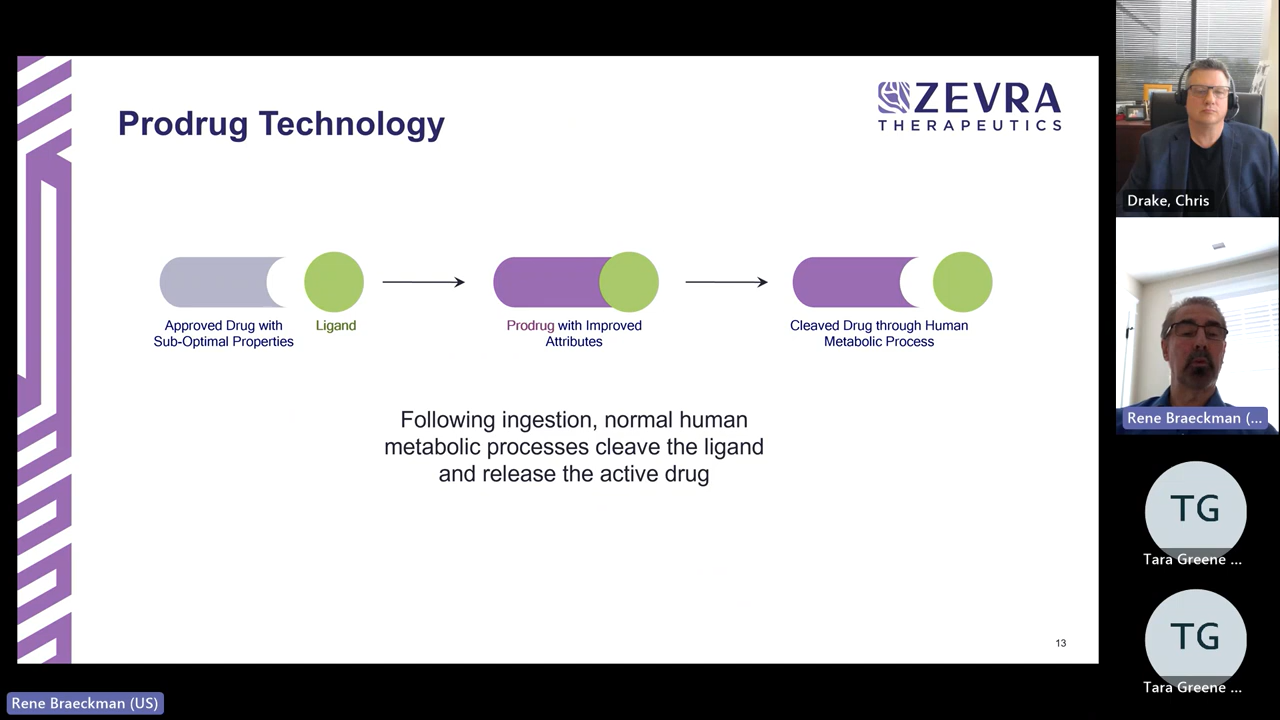 Prodrug Technology
ZEVRA
THERAPEUTICS
Approved Drug with
Sub-Optimal Properties
Ligand
Prodrug with Improved
Attributes
Cleaved Drug through Human
Metabolic Process
Following ingestion, normal human
metabolic processes cleave the ligand
and release the active drug
13
Drake, Chris
Rene Braeckman (...
TG
Tara Greene ...
TG
Tara Greene ...
Rene Braeckman (US)